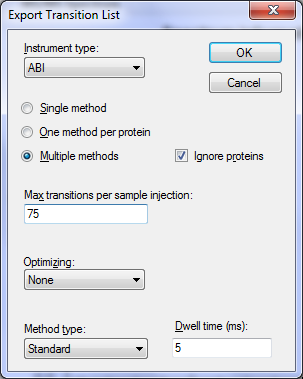 Export Transition List
Instrument type:
OK
ABI
Cancel
Single method
One method per protein
Multiple methods
Ignore proteins
Max transitions per sample injection:
75
Optimizing:
None
Method type:
Dwell time (ms):
Standard
5